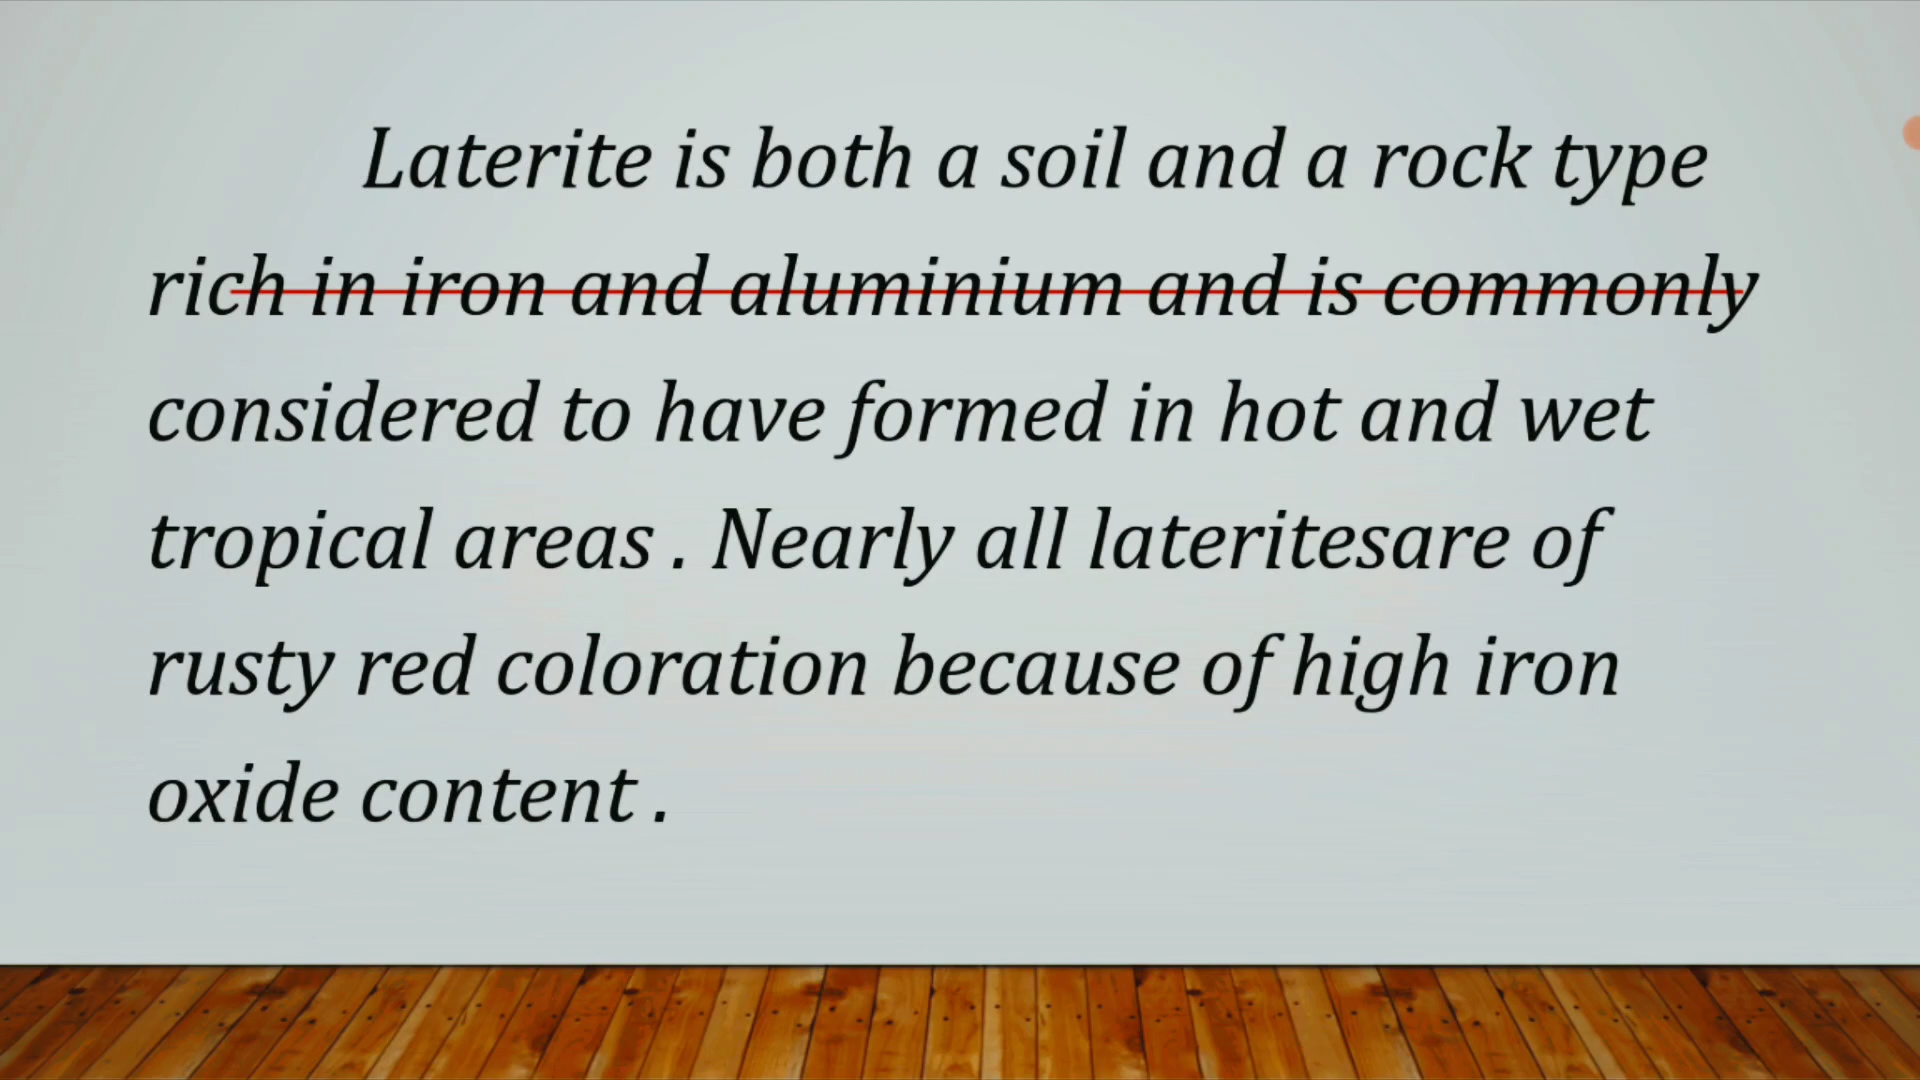 Laterite is both a soil and a rock type
rich in iron and aluminium and is commonly
considered to have formed in hot and wet
tropical areas . Nearly all lateritesare of
rusty red coloration because of high iron
oxide content .